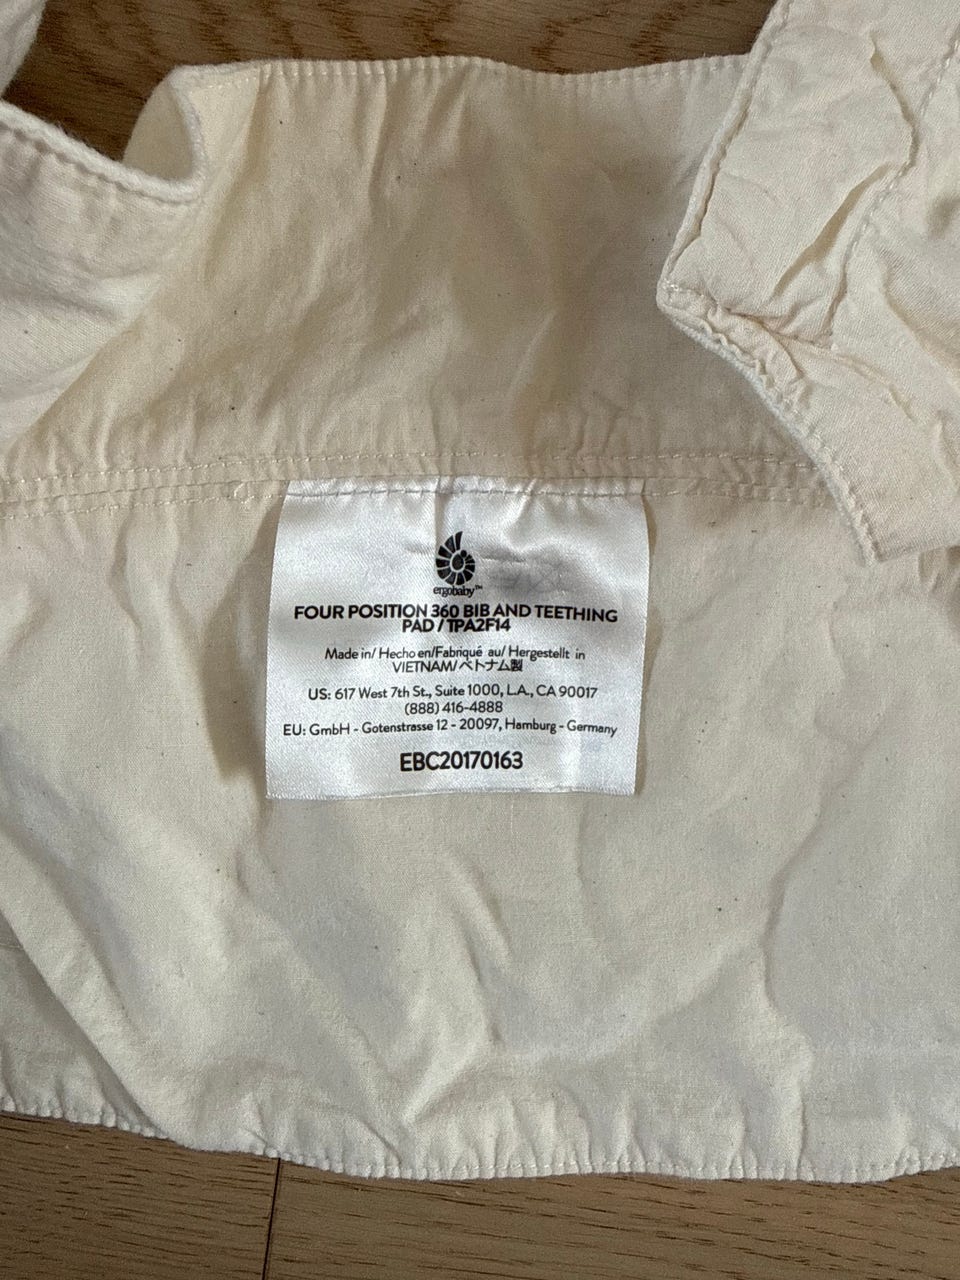 ergobaby™
FOUR POSITION 360 BIB AND TEETHING
PAD / TPA2F14
Made in/ Hecho en/Fabriqué au/ Hergestellt in
VIETNAM/ベトナム製
US: 617 West 7th St., Suite 1000, L.A., CA 90017
(888) 416-4888
EU: GmbH - Gotenstrasse 12 - 20097, Hamburg - Germany
EBC20170163